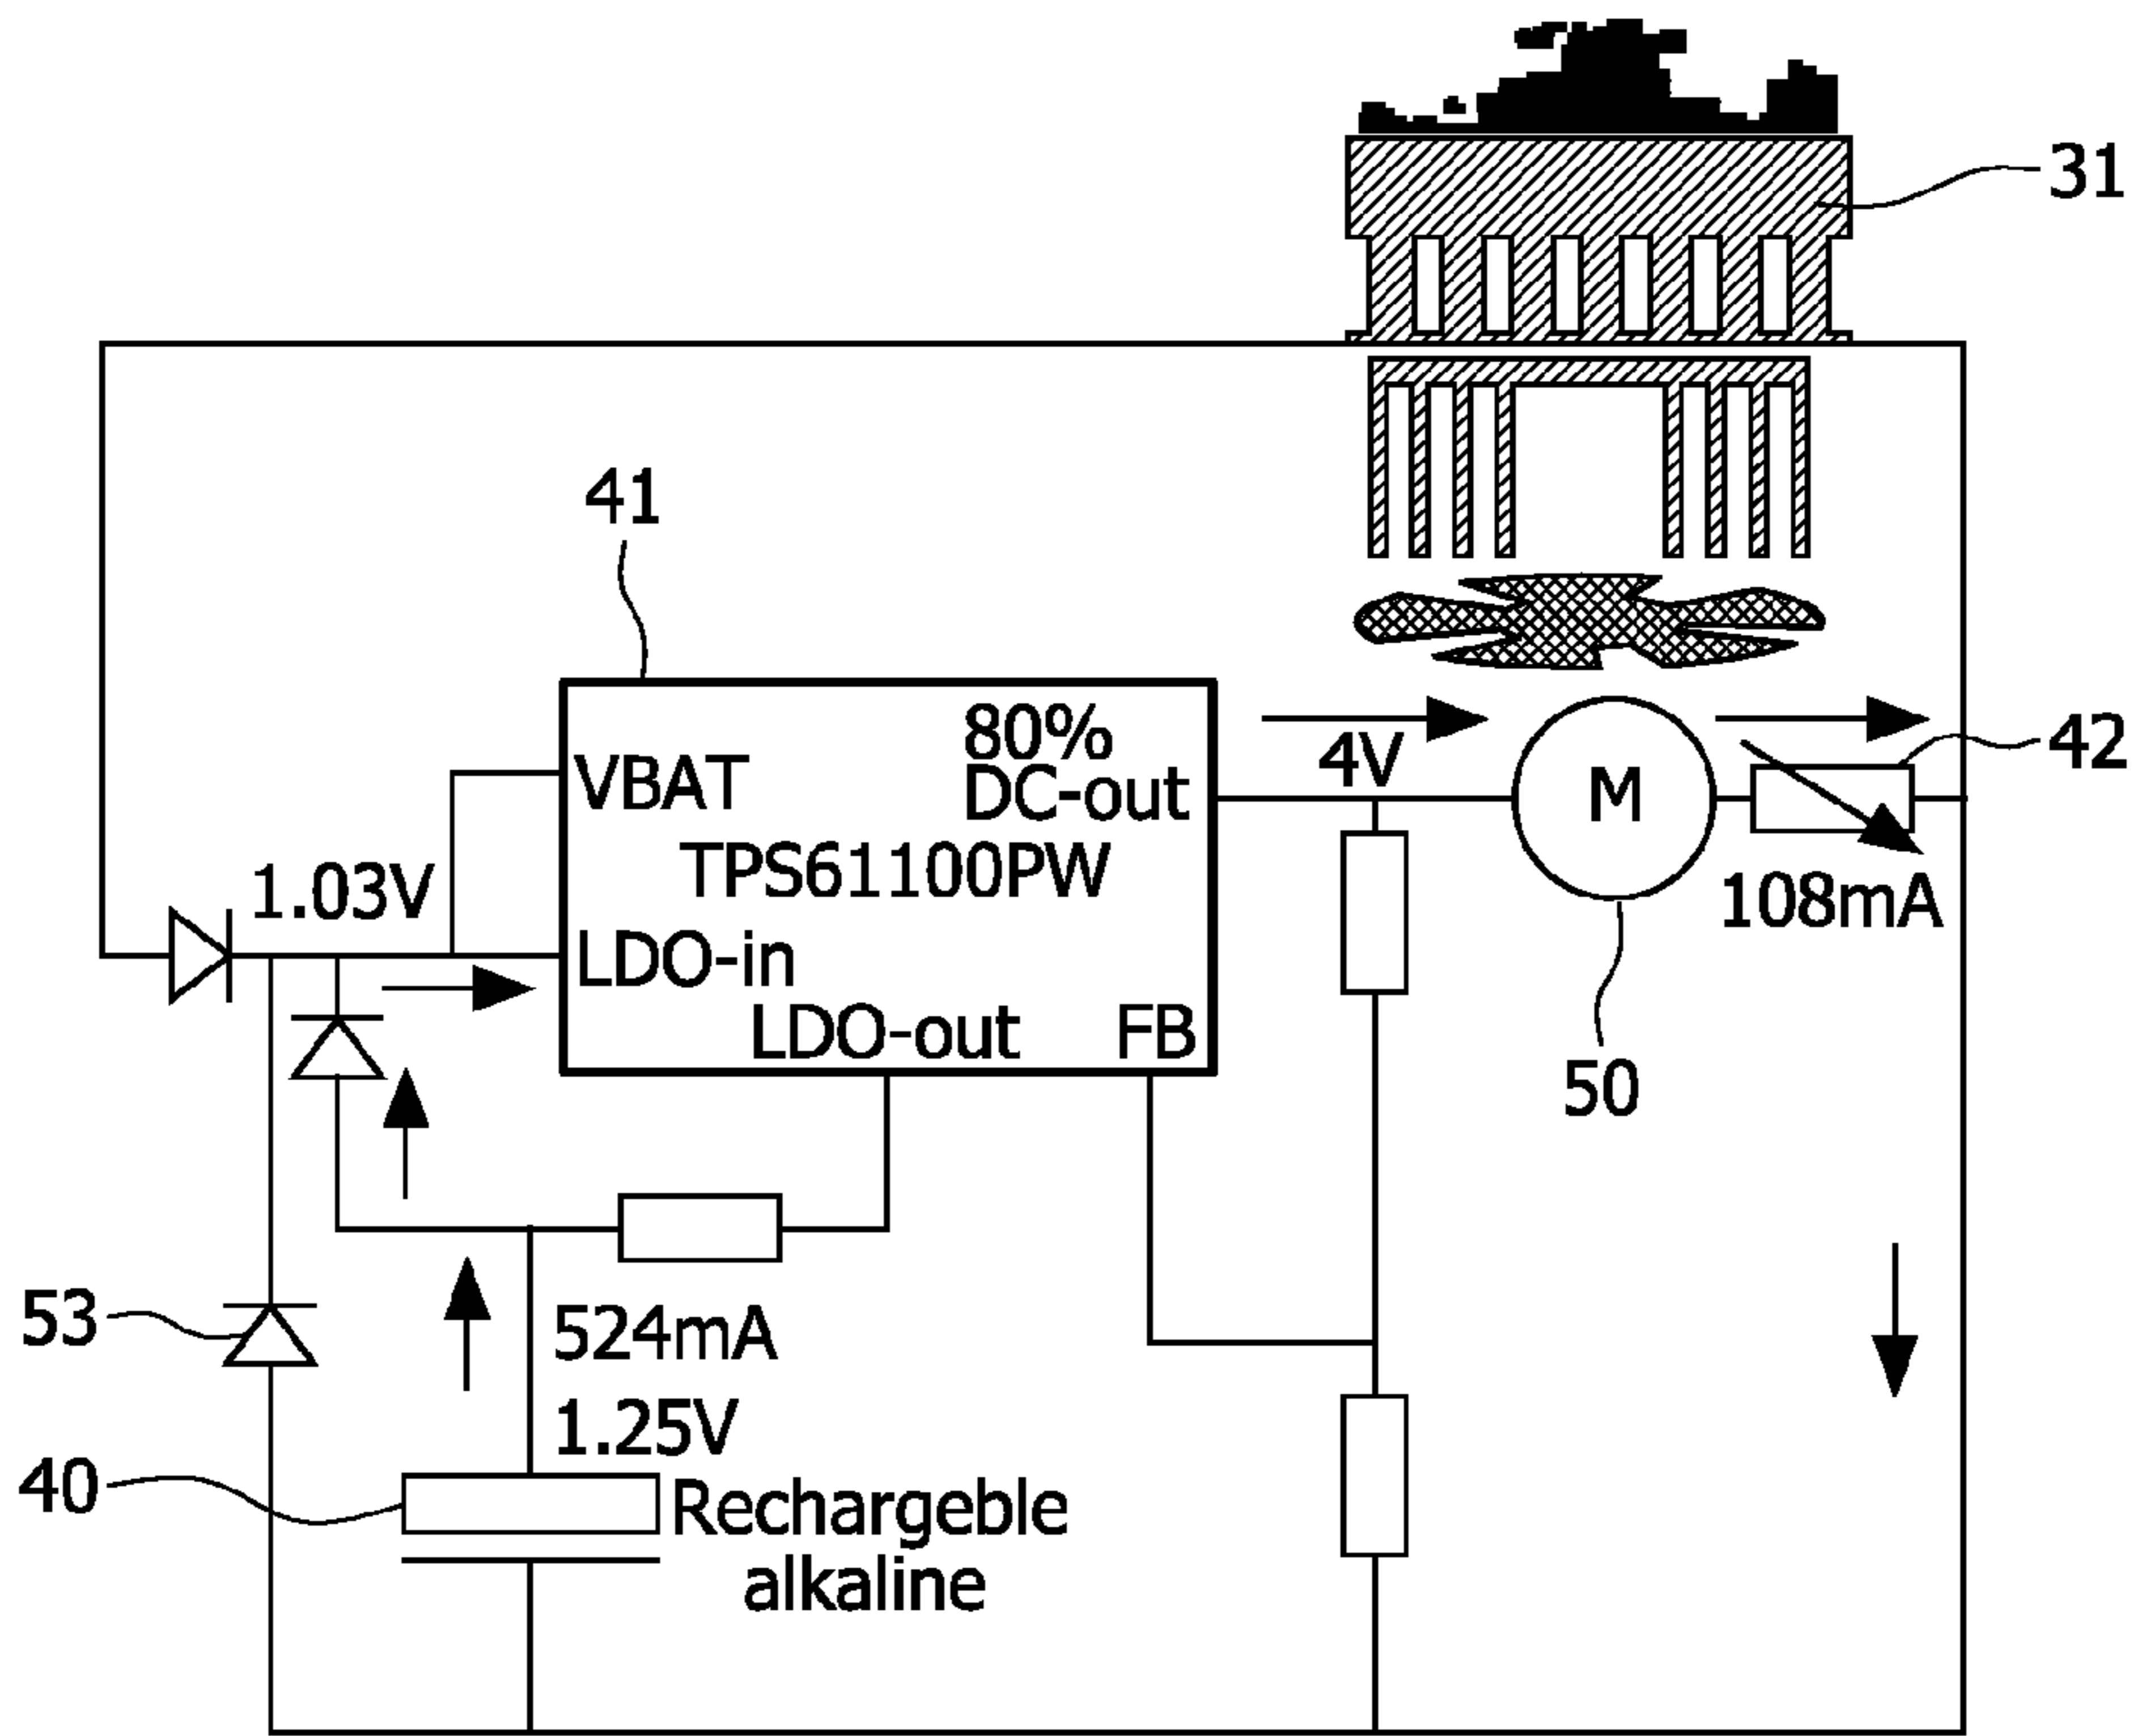 31
41
80%
VBAT
DC-out
4V
M
42
TPS61100PW
1.03V
108mA
LDO-in
LDO-out
FB
50
53
524mA
1.25V
40
Rechargeble
alkaline